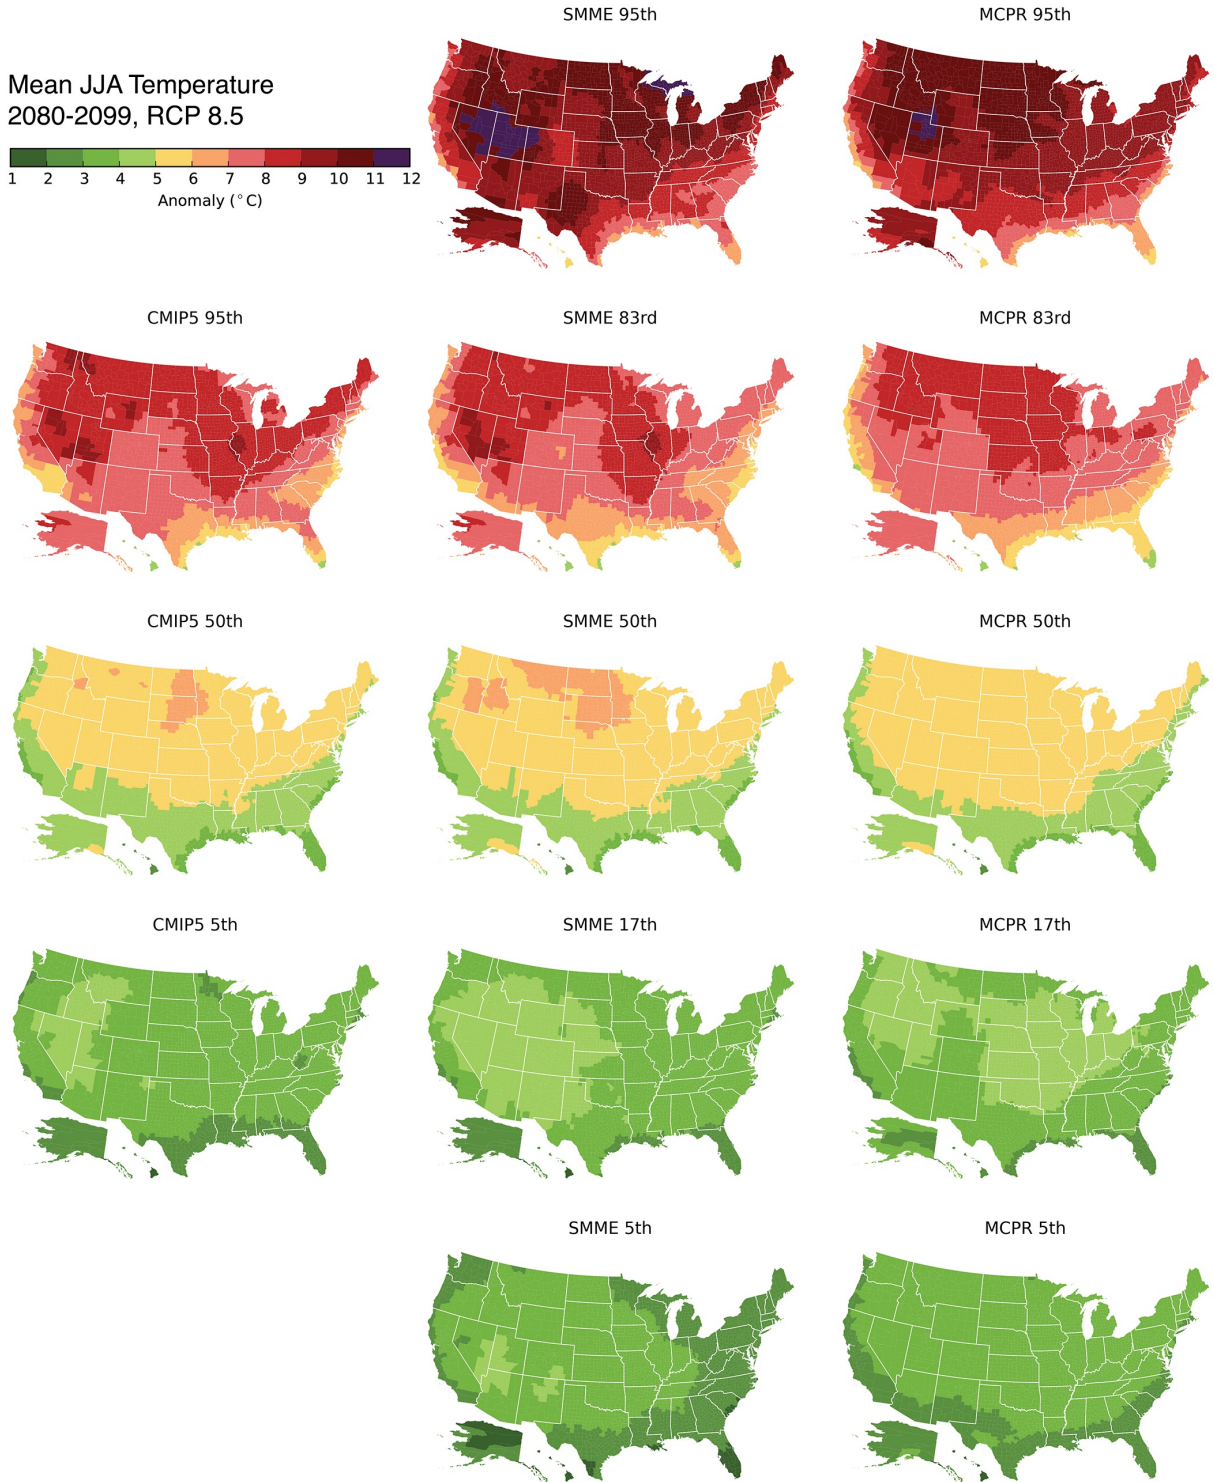 SMME 95th
MCPR 95th
Mean JJA Temperature
2080-2099, RCP 8.5
1 2 3 4 5 6 7 8 9 10 11 12
Anomaly (°C)
CMIP5 95th
SMME 83rd
MCPR 83rd
CMIP5 50th
SMME 50th
MCPR 50th
CMIP5 5th
SMME 17th
MCPR 17th
SMME 5th
MCPR 5th